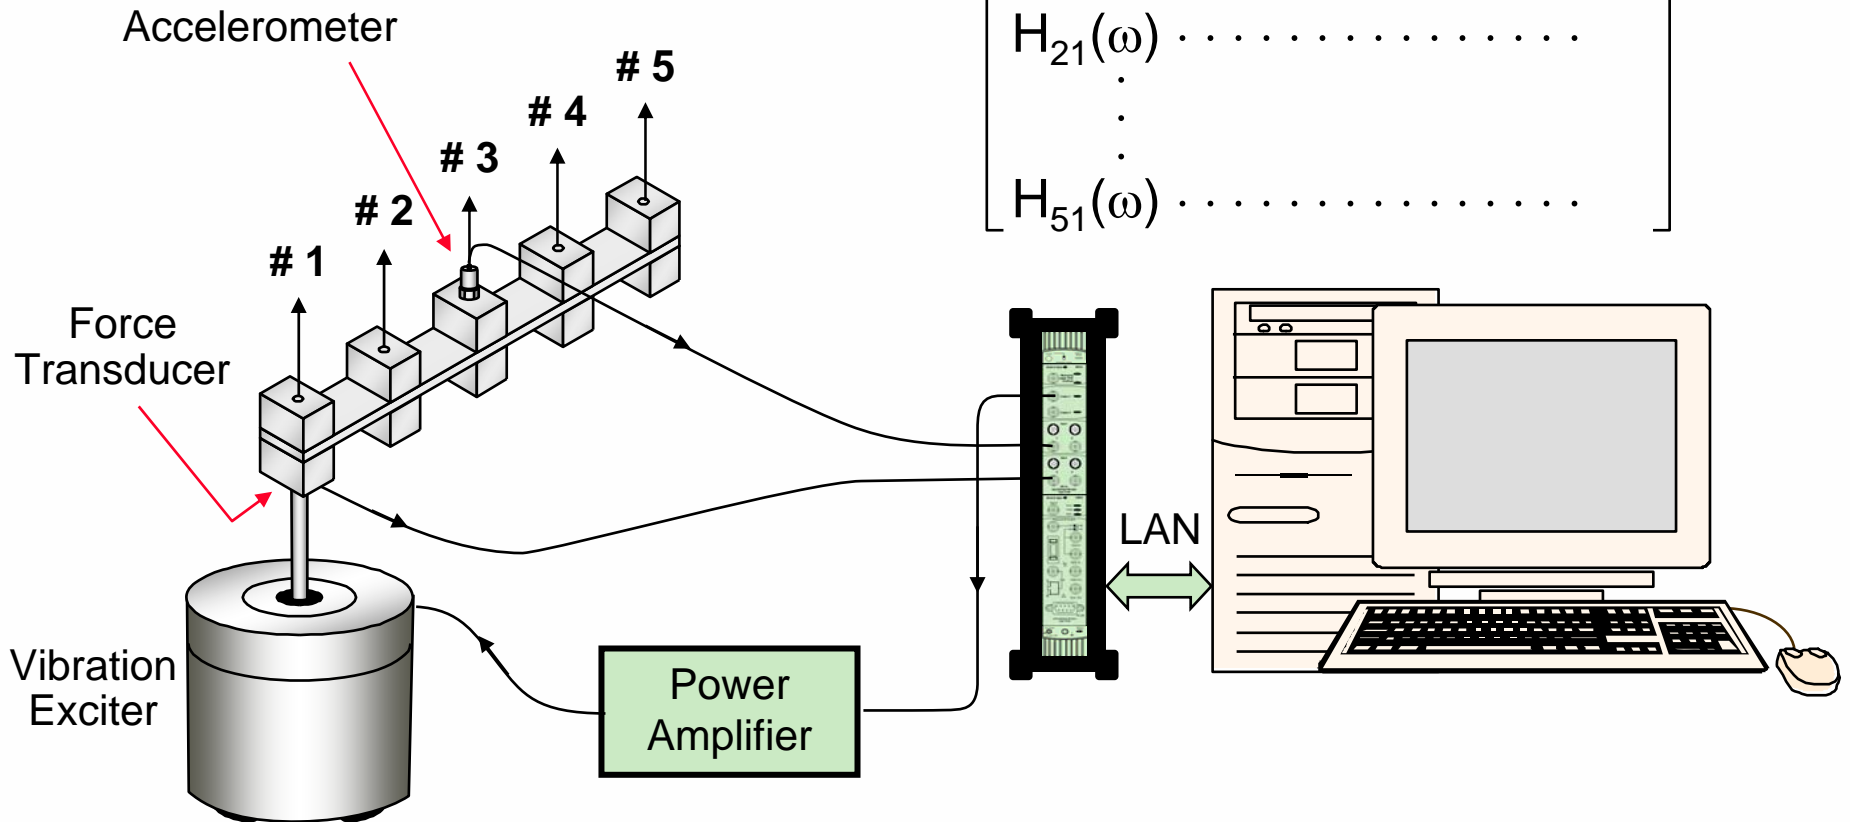 Accelerometer
# 5
# 4
# 3
# 2
# 1
Force
Transducer
Vibration
Exciter
Power
Amplifier
LAN
H₂₁(ω) · · · · · · · · · · · · · · ·
·
·
·
H₅₁(ω) · · · · · · · · · · · · · · ·